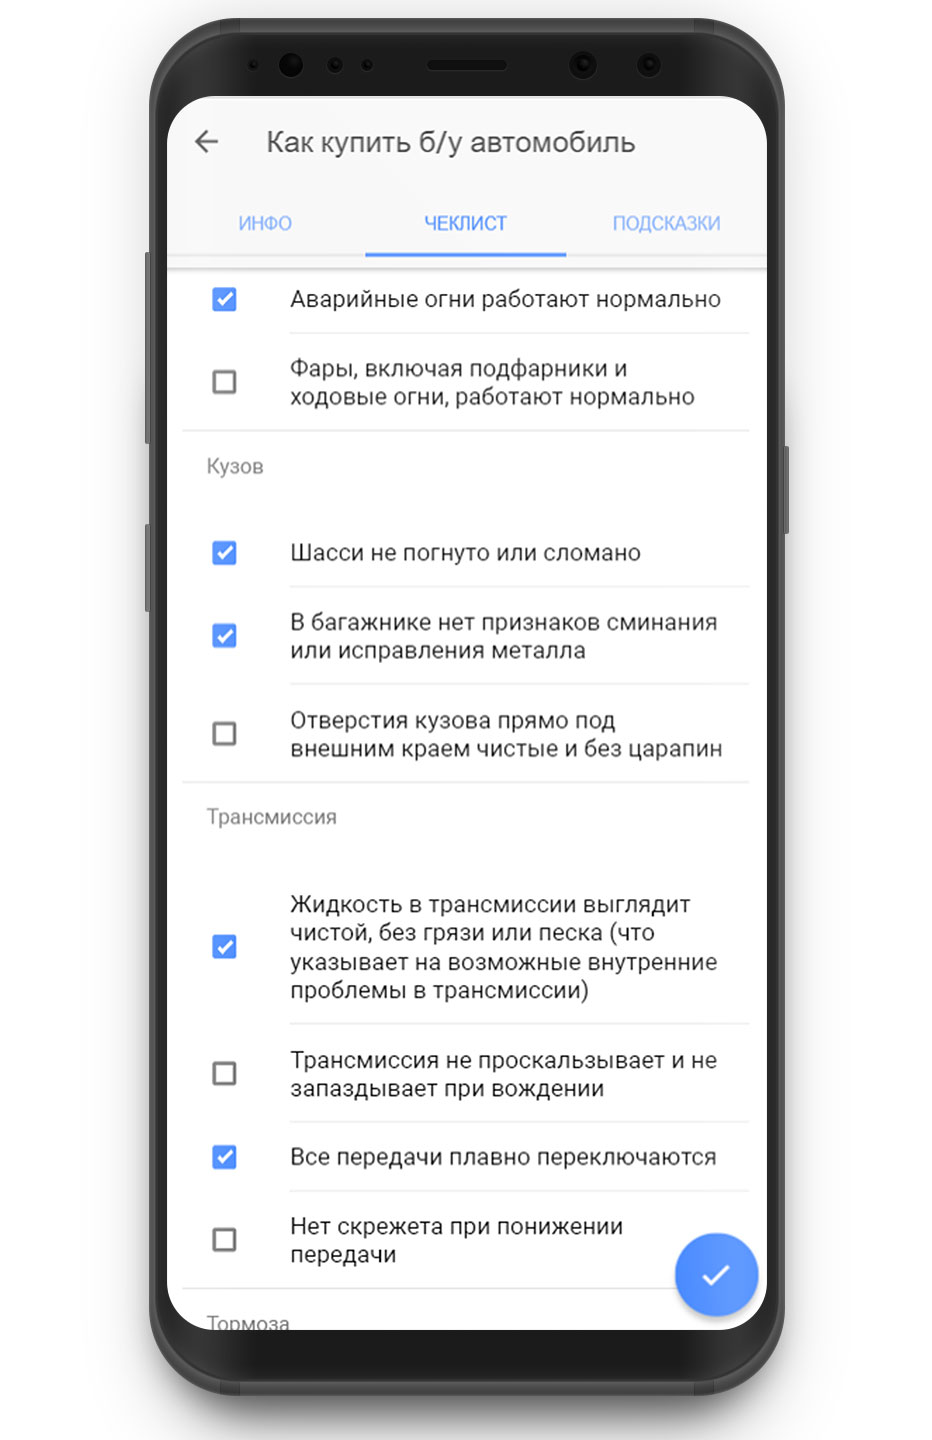 Как купить б/у автомобиль
ИНФО
ЧЕКЛИСТ
ПОДСКАЗКИ
Аварийные огни работают нормально
Фары, включая подфарники и
ходовые огни, работают нормально
Кузов
Шасси не погнуто или сломано
В багажнике нет признаков сминания
или исправления металла
Отверстия кузова прямо под
внешним краем чистые и без царапин
Трансмиссия
Жидкость в трансмиссии выглядит
чистой, без грязи или песка (что
указывает на возможные внутренние
проблемы в трансмиссии)
Трансмиссия не проскальзывает и не
запаздывает при вождении
Все передачи плавно переключаются
Нет скрежета при понижении
передачи
Тормоза